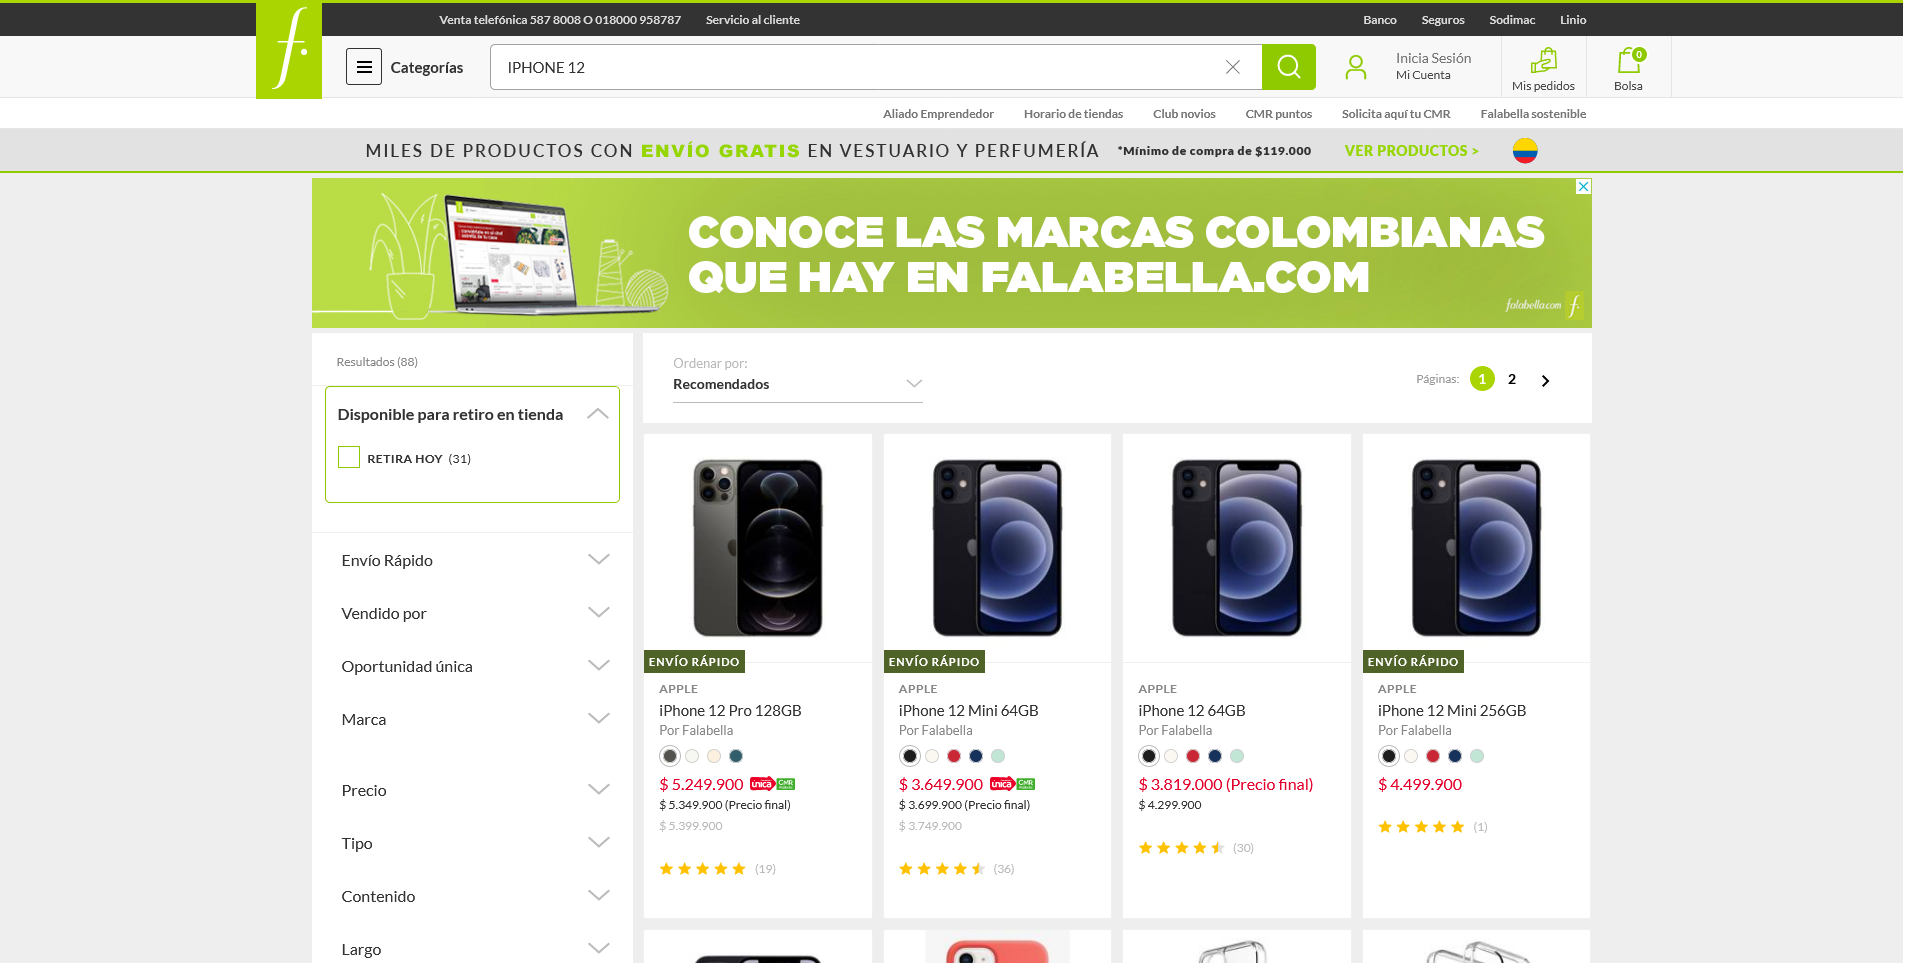 Venta telefónica 587 8008 O 018000 958787
Servicio al cliente
Banco
Seguros
Sodimac
Linio
f.
Categorías
IPHONE 12
Inicia Sesión
Mi Cuenta
Mis pedidos
0
Bolsa
Aliado Emprendedor
Horario de tiendas
Club novios
CMR puntos
Solicita aquí tu CMR
Falabella sostenible
MILES DE PRODUCTOS CON ENVÍO GRATIS EN VESTUARIO Y PERFUMERÍA *Mínimo de compra de $119.000 VER PRODUCTOS >
CONOCE LAS MARCAS COLOMBIANAS
QUE HAY EN FALABELLA.COM
falabella.com f.
Resultados (88)
Disponible para retiro en tienda
RETIRA HOY (31)
Envío Rápido
Vendido por
Oportunidad única
Marca
Precio
Tipo
Contenido
Largo
Ordenar por:
Recomendados
Páginas: 1 2
ENVÍO RÁPIDO
APPLE
iPhone 12 Pro 128GB
Por Falabella
$ 5.249.900 única CMR
$ 5.349.900 (Precio final)
$ 5.399.900
(19)
ENVÍO RÁPIDO
APPLE
iPhone 12 Mini 64GB
Por Falabella
$ 3.649.900 única CMR
$ 3.699.900 (Precio final)
$ 3.749.900
(36)
APPLE
iPhone 12 64GB
Por Falabella
$ 3.819.000 (Precio final)
$ 4.299.900
(30)
ENVÍO RÁPIDO
APPLE
iPhone 12 Mini 256GB
Por Falabella
$ 4.499.900
(1)